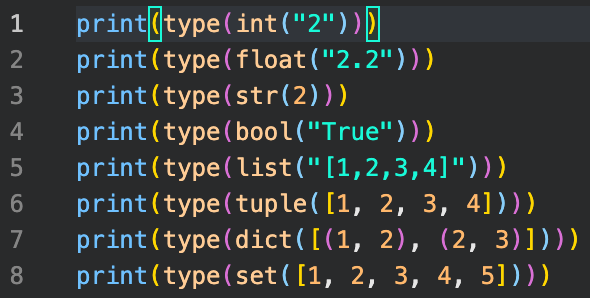 1 print(type(int("2")))
2 print(type(float("2.2")))
3 print(type(str(2)))
4 print(type(bool("True")))
5 print(type(list("[1,2,3,4]")))
6 print(type(tuple([1, 2, 3, 4])))
7 print(type(dict([(1, 2), (2, 3)])))
8 print(type(set([1, 2, 3, 4, 5])))